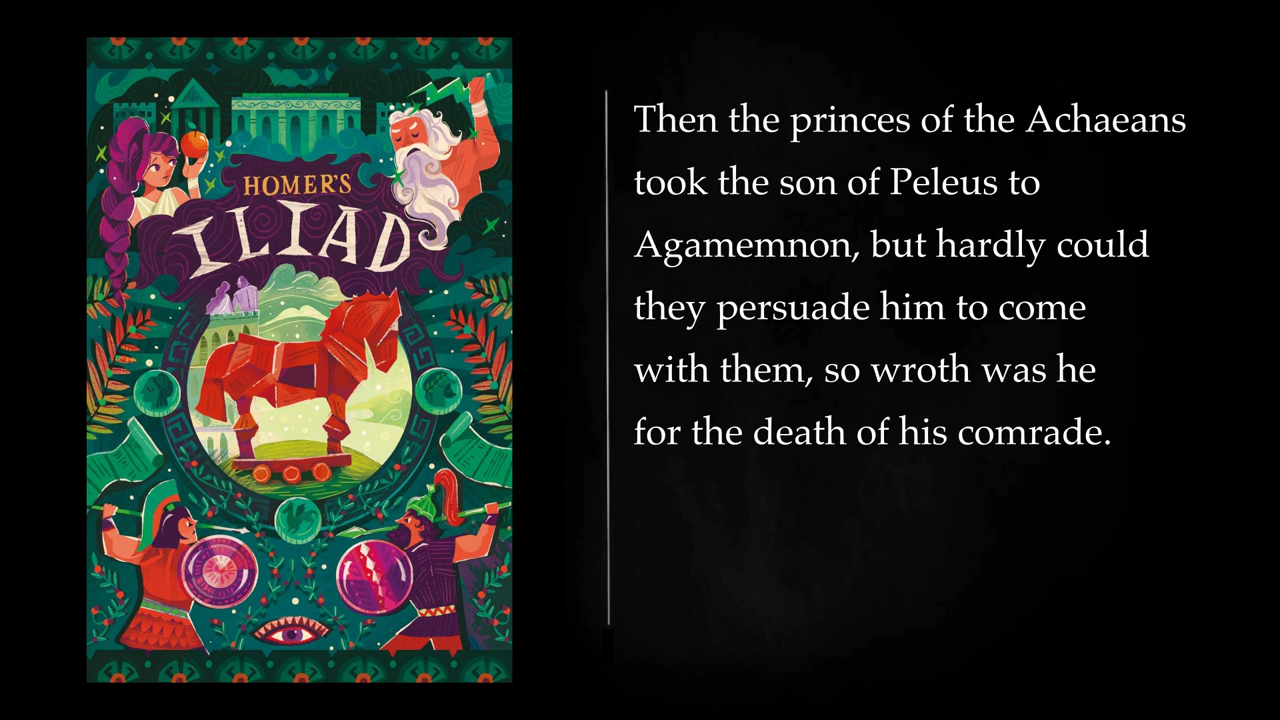 HOMER'S
ILIAD
Then the princes of the Achaeans
took the son of Peleus to
Agamemnon, but hardly could
they persuade him to come
with them, so wroth was he
for the death of his comrade.